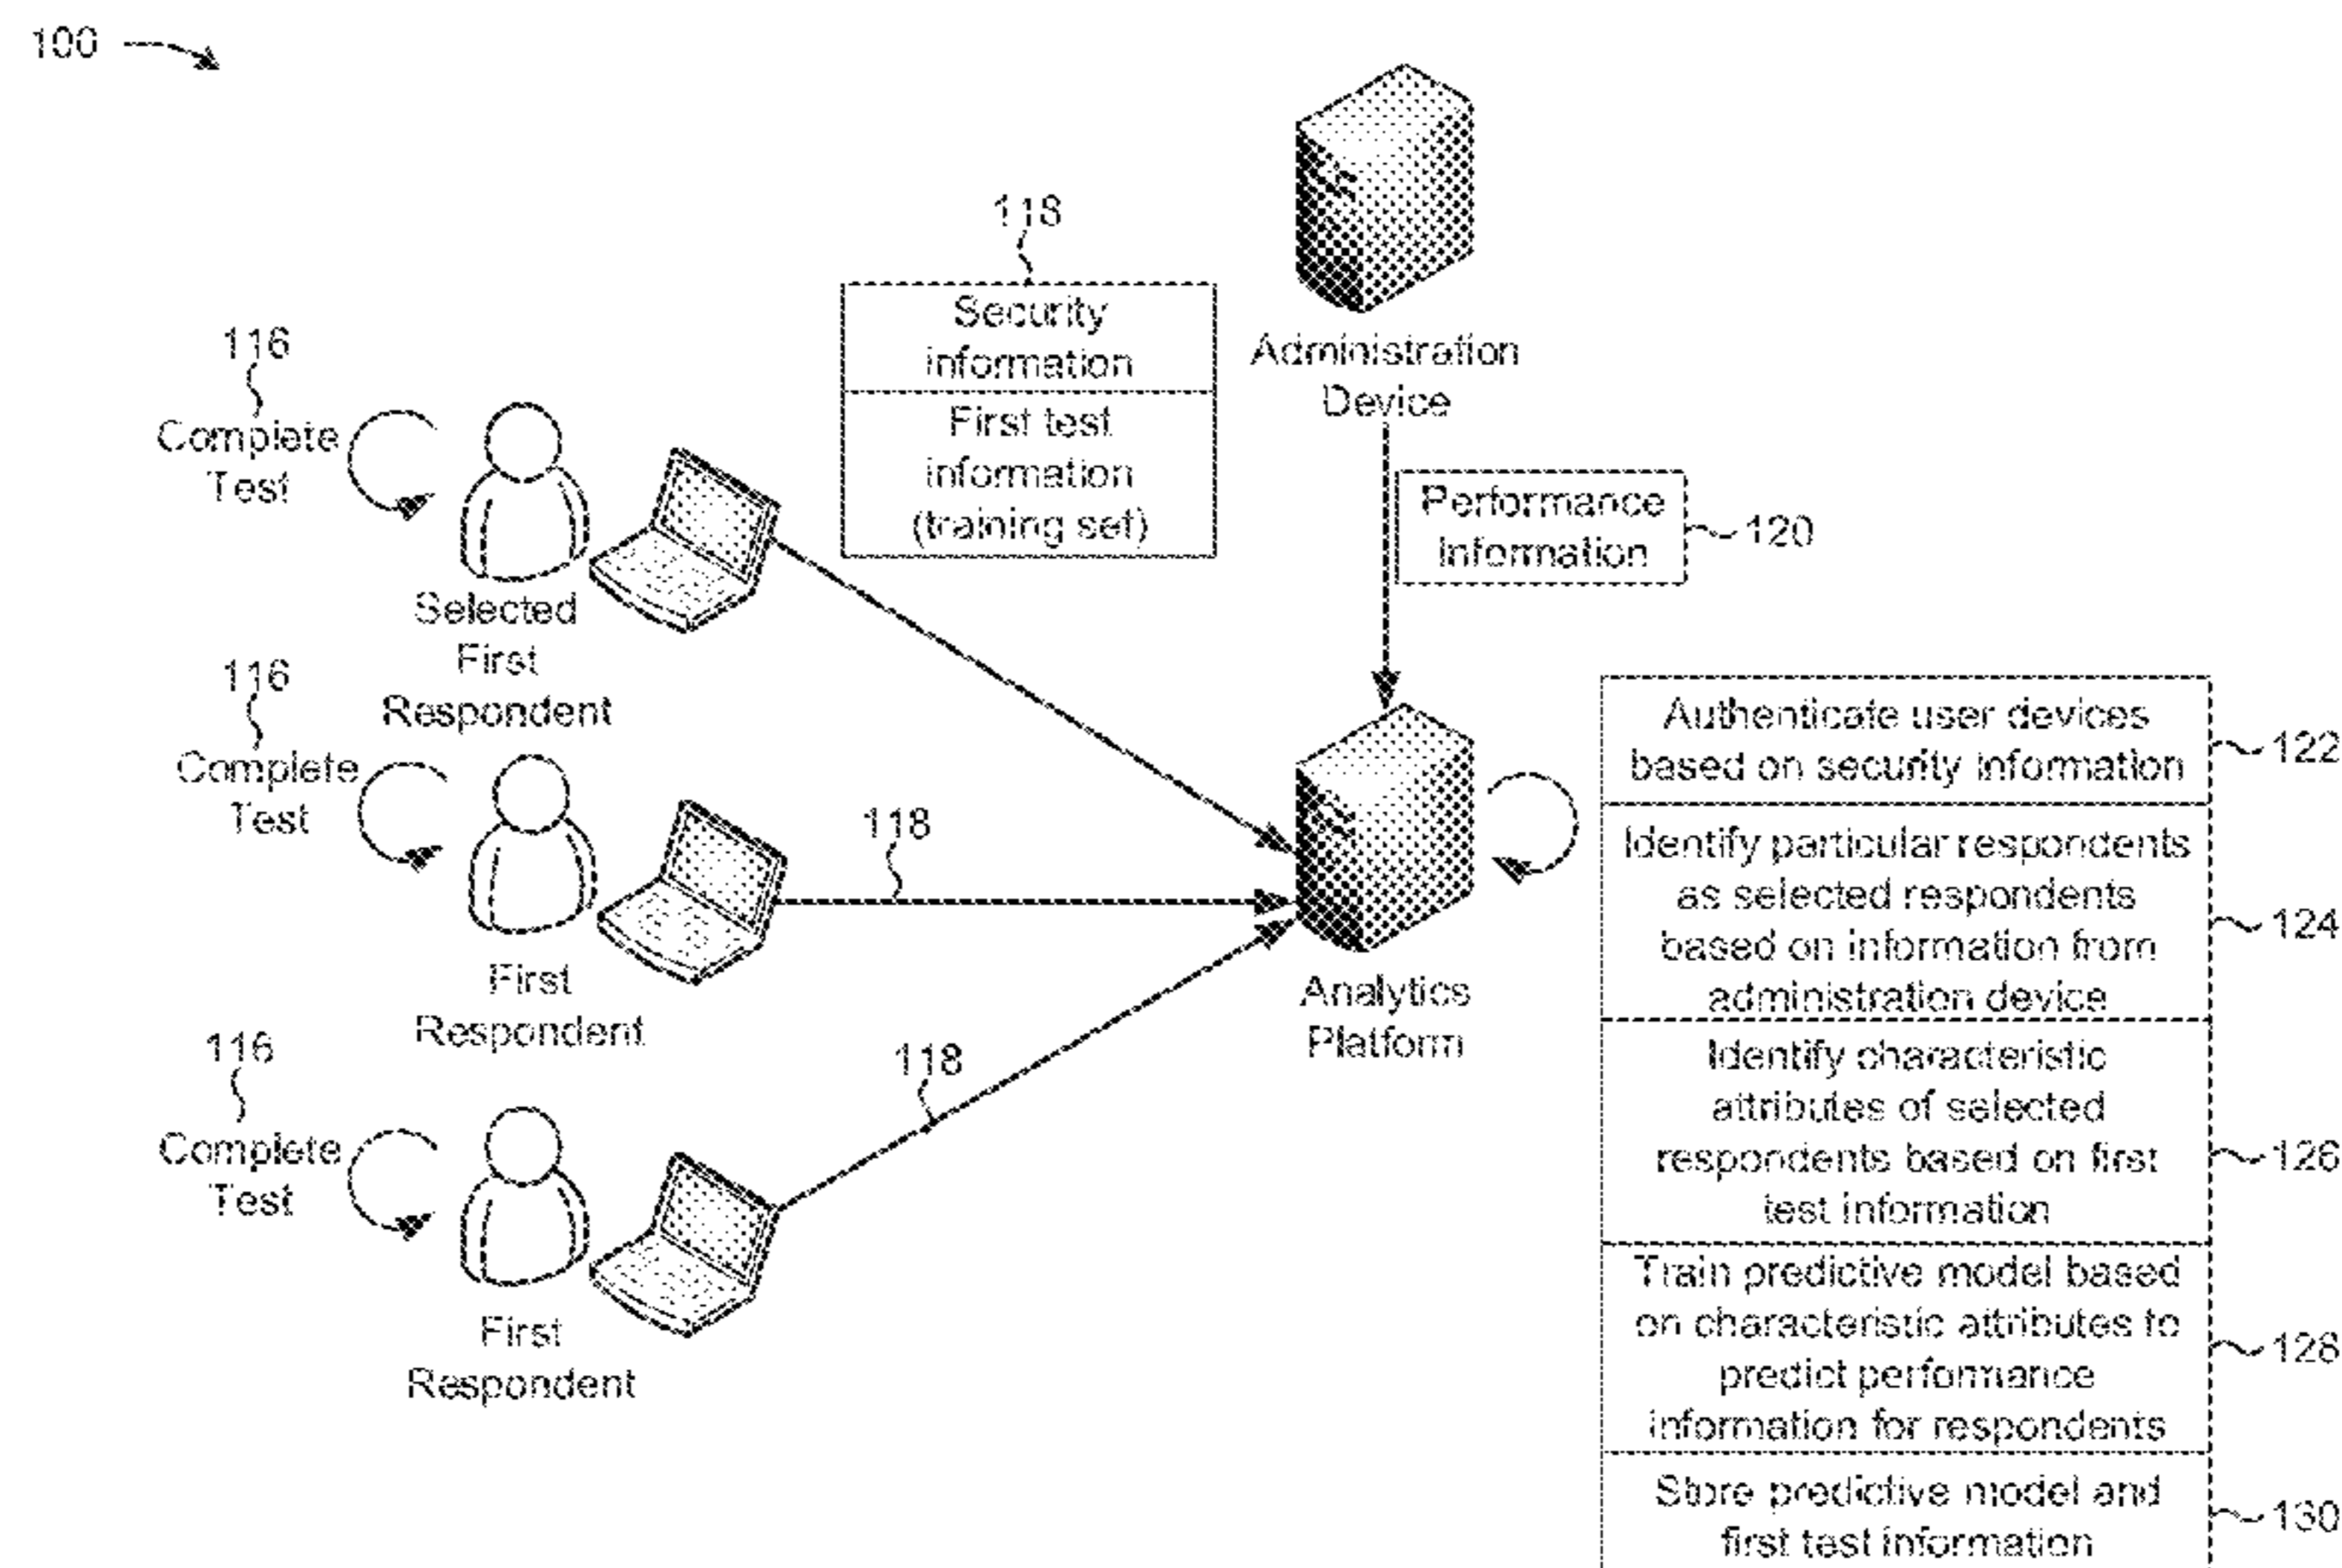 100
118
Security
information
First test
information
(training set)
Administration
Device
Performance
Information
120
116
Complete
Test
Selected
First
Respondent
116
Complete
Test
118
First
Respondent
116
Complete
Test
118
First
Respondent
Analytics
Platform
Authenticate user devices
based on security information
122
Identify particular respondents
as selected respondents
based on information from
administration device
124
Identify characteristic
attributes of selected
respondents based on first
test information
126
Train predictive model based
on characteristic attributes to
predict performance
information for respondents
128
Store predictive model and
first test information
130